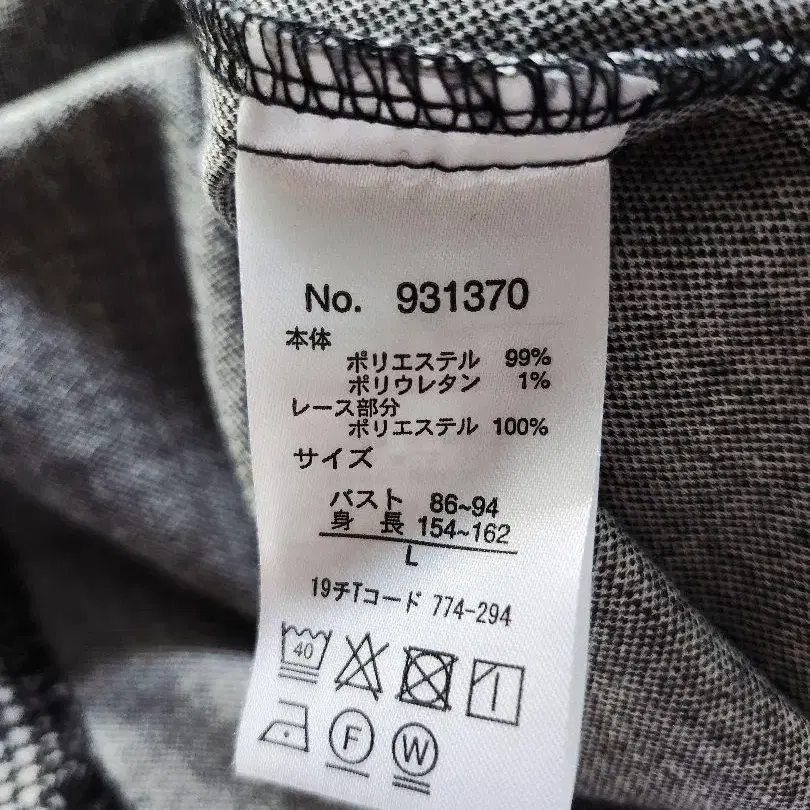 No. 931370
本体
ポリエステル 99%
ポリウレタン 1%
レース部分
ポリエステル 100%
サイズ
バスト 86~94
身 長 154~162
L
19チTコード 774-294
40
F W